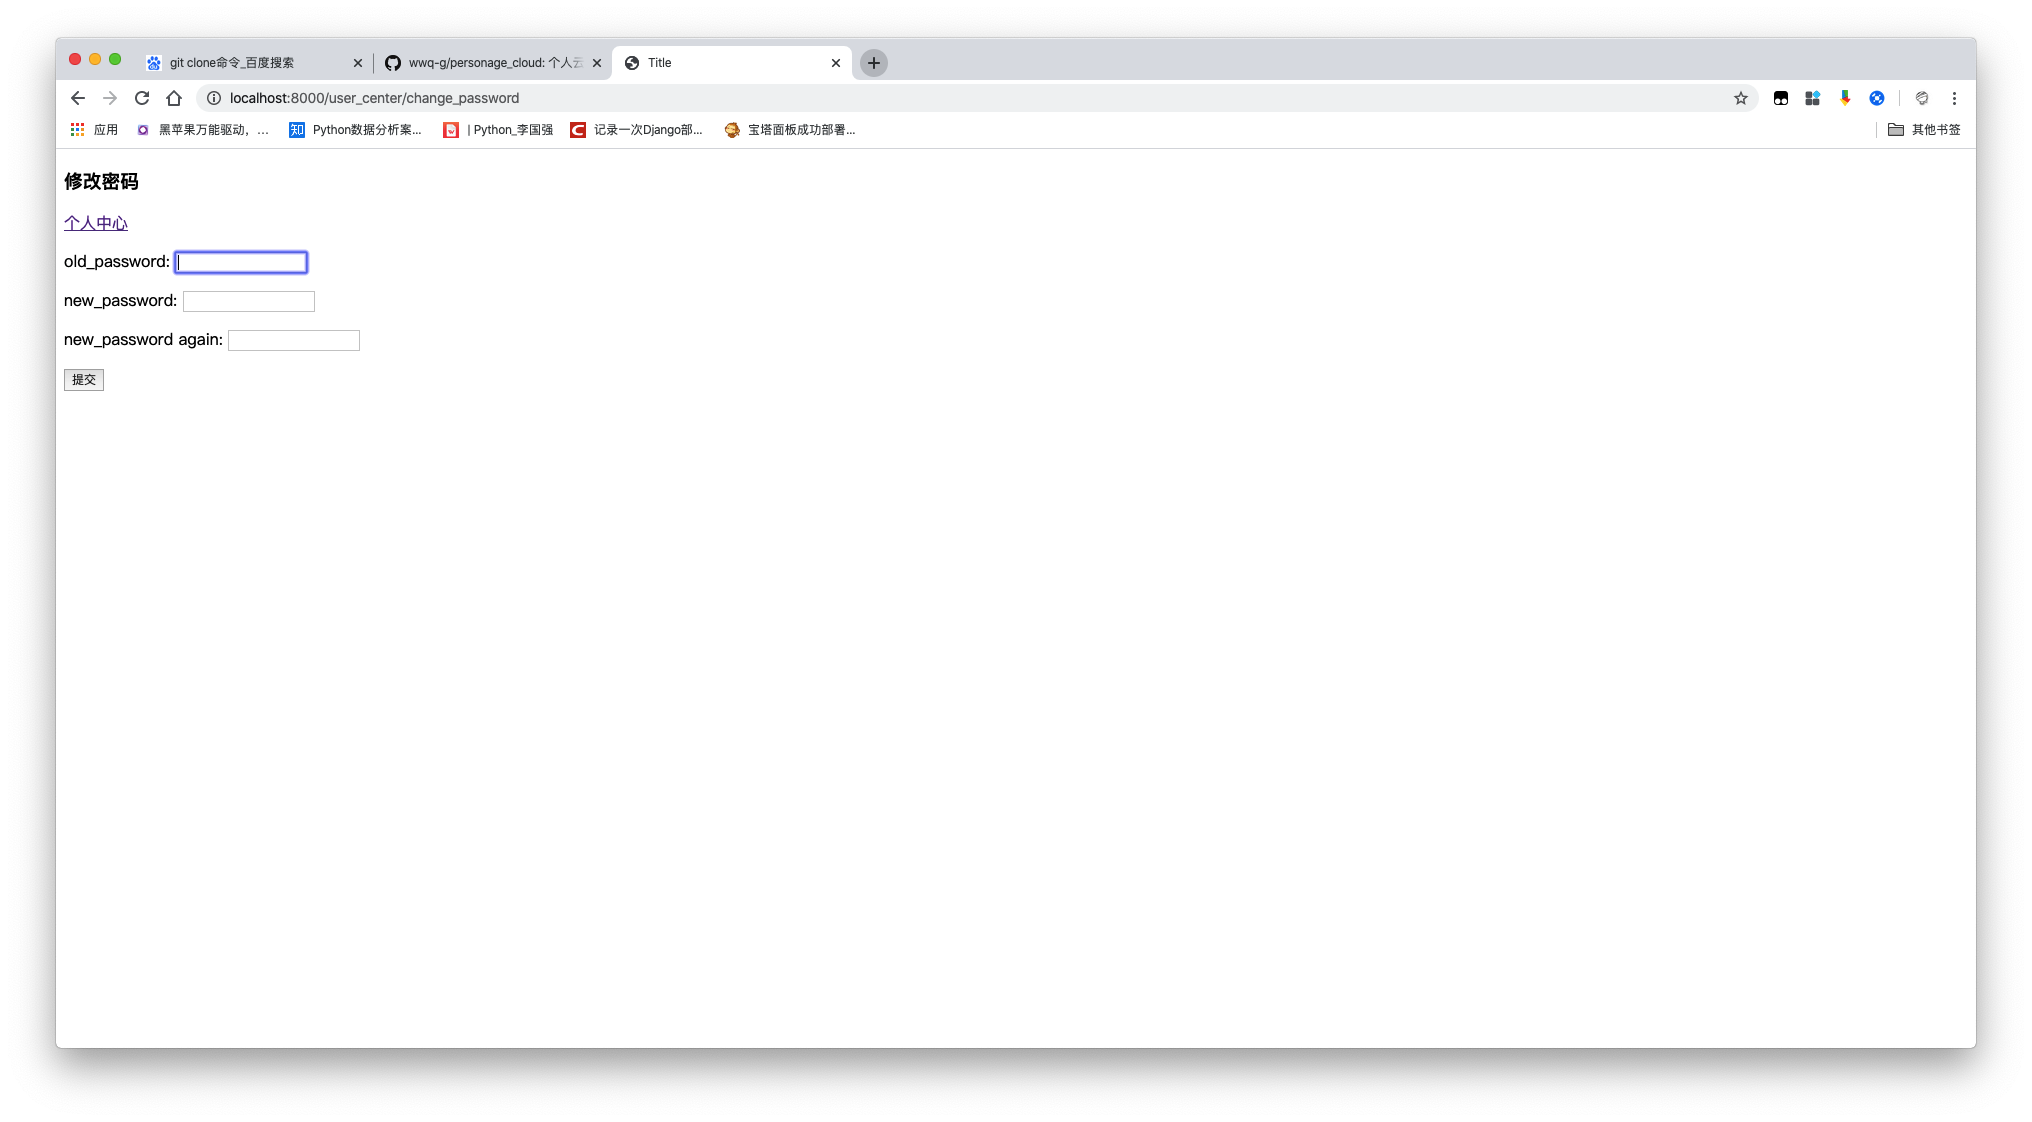 git clone命令_百度搜索
wwq-g/personage_cloud: 个人云
Title
localhost:8000/user_center/change_password
应用
黑苹果万能驱动，...
知
Python数据分析案...
| Python_李国强
记录一次Django部...
宝塔面板成功部署...
其他书签
修改密码
个人中心
old_password:
new_password:
new_password again:
提交